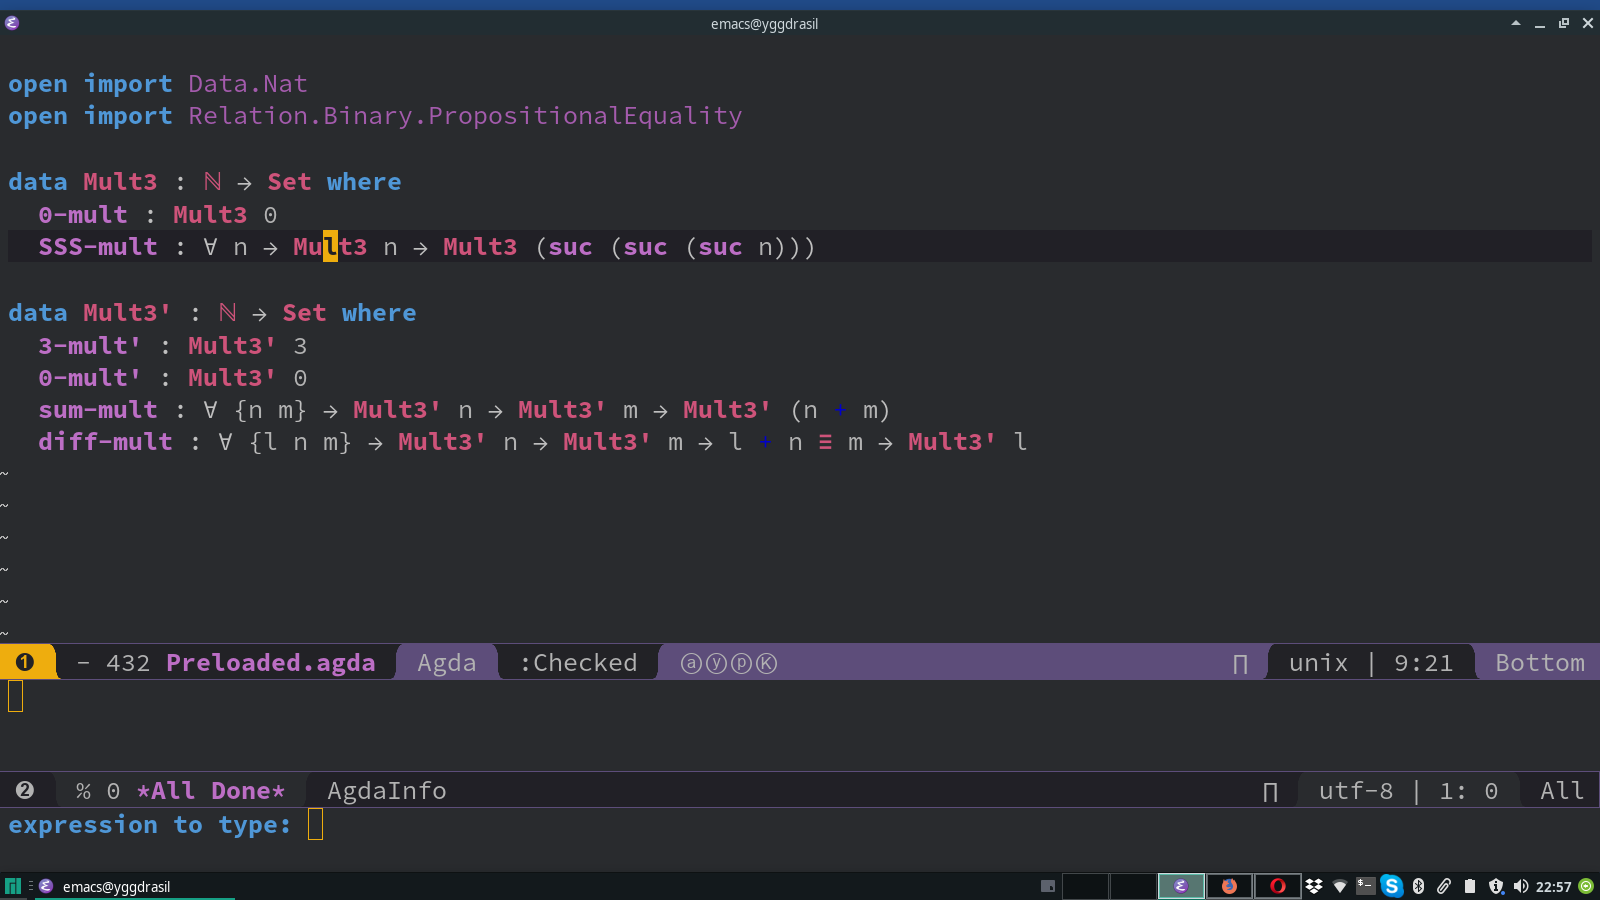 emacs@yggdrasil
open import Data.Nat
open import Relation.Binary.PropositionalEquality
data Mult3 : ℕ → Set where
  0-mult : Mult3 0
  SSS-mult : ∀ n → Mult3 n → Mult3 (suc (suc (suc n)))
data Mult3' : ℕ → Set where
  3-mult' : Mult3' 3
  0-mult' : Mult3' 0
  sum-mult : ∀ {n m} → Mult3' n → Mult3' m → Mult3' (n + m)
  diff-mult : ∀ {l n m} → Mult3' n → Mult3' m → l + n ≡ m → Mult3' l
~
~
~
~
~
~
❶ - 432 Preloaded.agda Agda :Checked ⓐⓨⓟⓀ ∏ unix | 9:21 Bottom
❷ % 0 *All Done* AgdaInfo ∏ utf-8 | 1: 0 All
expression to type:
emacs@yggdrasil 22:57